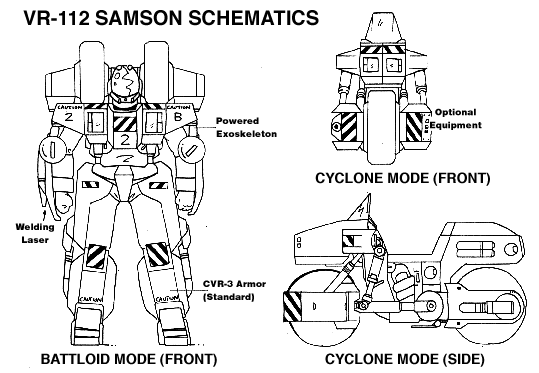 VR-112 SAMSON SCHEMATICS
CAUTION
CAUTION
2
B
2
Powered
Exoskeleton
Optional
Equipment
CYCLONE MODE (FRONT)
Welding
Laser
CVR-3 Armor
(Standard)
CAUTION
CAUTION
BATTLOID MODE (FRONT)
CYCLONE MODE (SIDE)